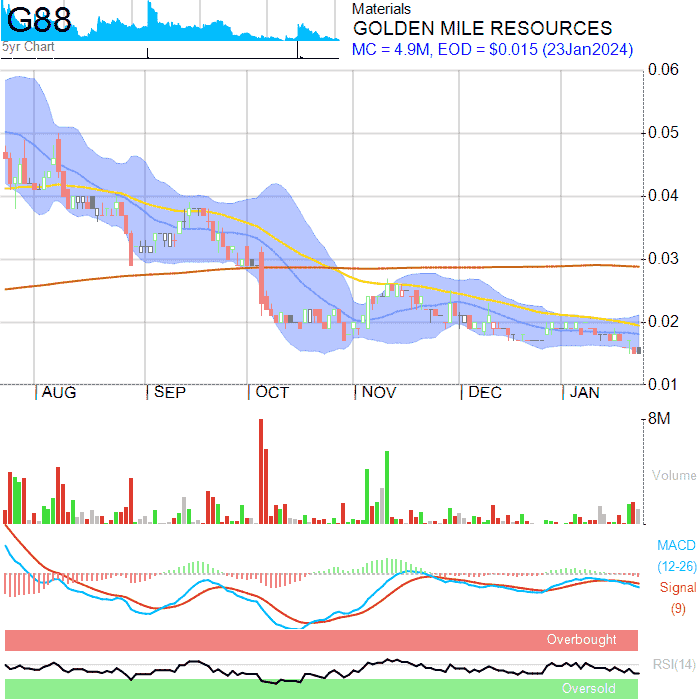 G88
Materials
GOLDEN MILE RESOURCES
MC = 4.9M, EOD = $0.015 (23Jan2024)
5yr Chart
0.06
0.05
0.04
0.03
0.02
0.01
AUG SEP OCT NOV DEC JAN
8M
Volume
MACD
(12-26)
Signal
(9)
Overbought
RSI(14)
Oversold